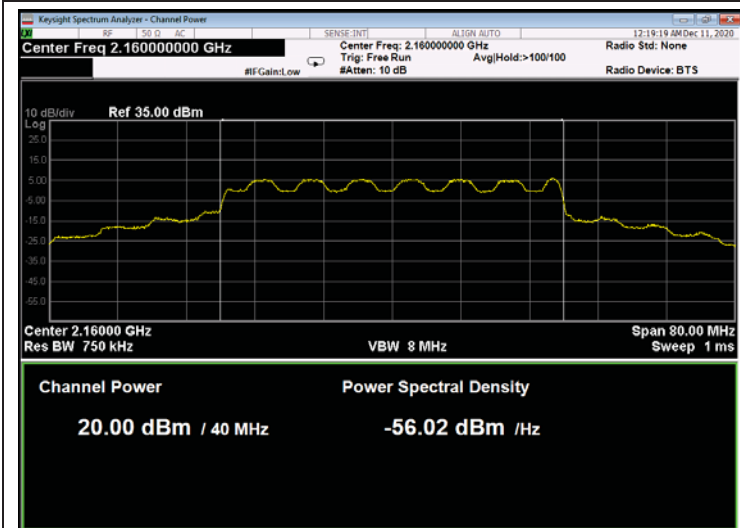 Keysight Spectrum Analyzer - Channel Power
RF 50 Ω AC SENSE:INT ALIGN AUTO 12:19:19 AM Dec 11, 2020
Center Freq 2.160000000 GHz Center Freq: 2.160000000 GHz Radio Std: None
Trig: Free Run Avg|Hold:>100/100
#IFGain:Low #Atten: 10 dB Radio Device: BTS
10 dB/div Ref 35.00 dBm
Log
25.0
15.0
5.00
-5.00
-15.0
-25.0
-35.0
-45.0
-55.0
Center 2.16000 GHz Span 80.00 MHz
Res BW 750 kHz VBW 8 MHz Sweep 1 ms
Channel Power Power Spectral Density
20.00 dBm / 40 MHz -56.02 dBm /Hz